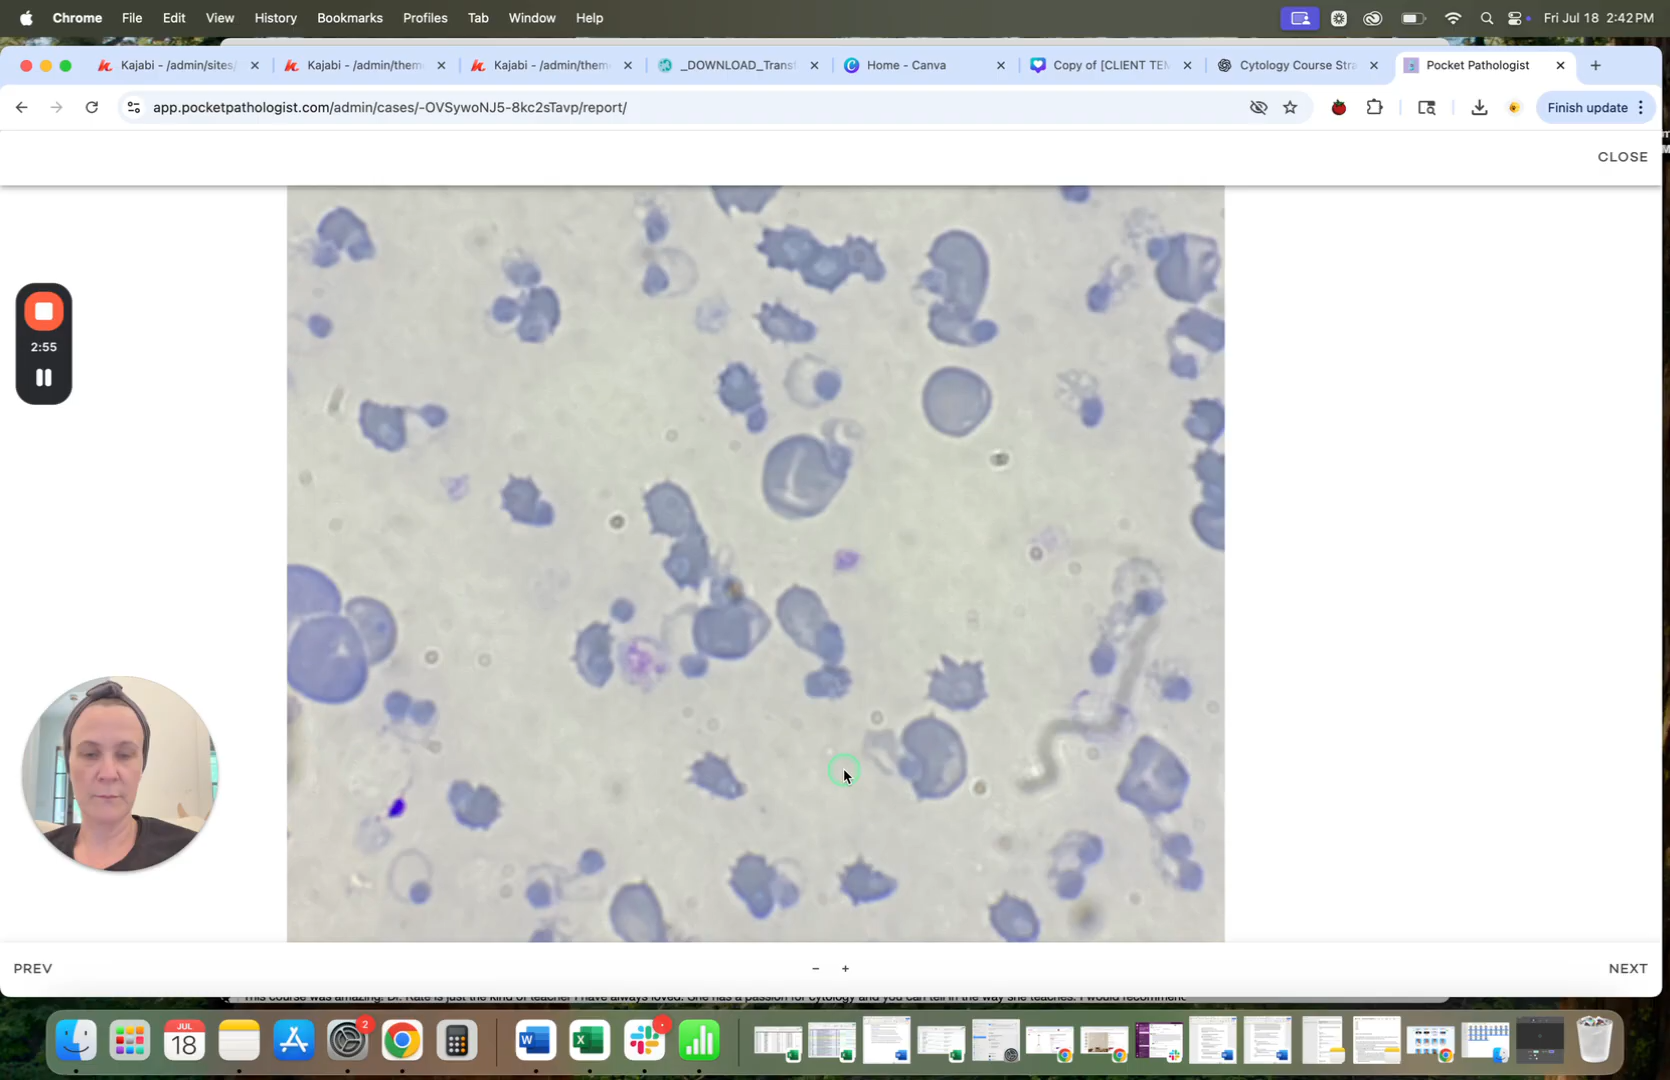 Chrome File Edit View History Bookmarks Profiles Tab Window Help Fri Jul 18 2:42 PM
Kajabi - /admin/sites/ Kajabi - /admin/them Kajabi - /admin/them _DOWNLOAD_Transf Home - Canva Copy of [CLIENT TEM Cytology Course Stra Pocket Pathologist
app.pocketpathologist.com/admin/cases/-OVSywoNJ5-8kc2sTavp/report/ Finish update
CLOSE
2:55
PREV - + NEXT
This course was amazing. Dr. Kate is just the kind of teacher I have always loved. She has a passion for cytology and you can tell in the way she teaches. I would recommend
JUL
18
2